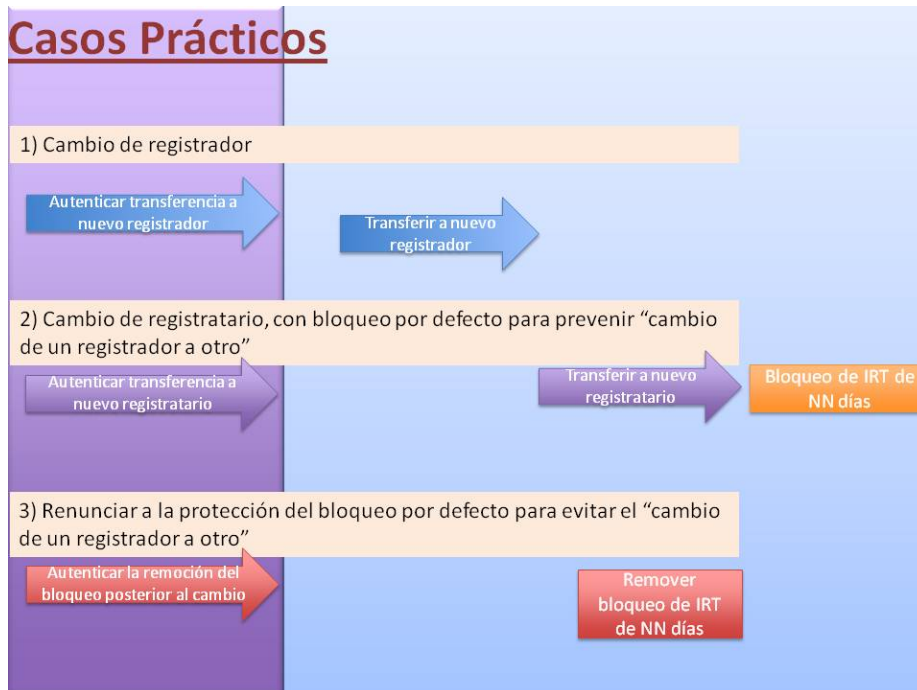 Casos Prácticos
1) Cambio de registrador
Autenticar transferencia a
nuevo registrador
Transferir a nuevo
registrador
2) Cambio de registratario, con bloqueo por defecto para prevenir “cambio
de un registrador a otro”
Autenticar transferencia a
nuevo registratario
Transferir a nuevo
registratario
Bloqueo de IRT de
NN días
3) Renunciar a la protección del bloqueo por defecto para evitar el “cambio
de un registrador a otro”
Autenticar la remoción del
bloqueo posterior al cambio
Remover
bloqueo de IRT
de NN días